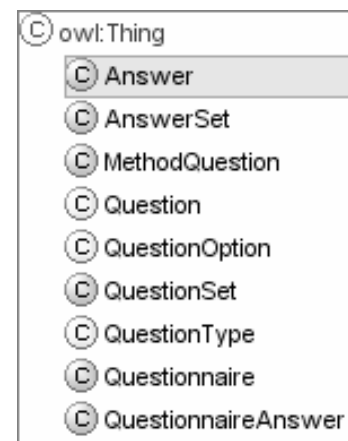 C owl:Thing
C Answer
C AnswerSet
C MethodQuestion
C Question
C QuestionOption
C QuestionSet
C QuestionType
C Questionnaire
C QuestionnaireAnswer